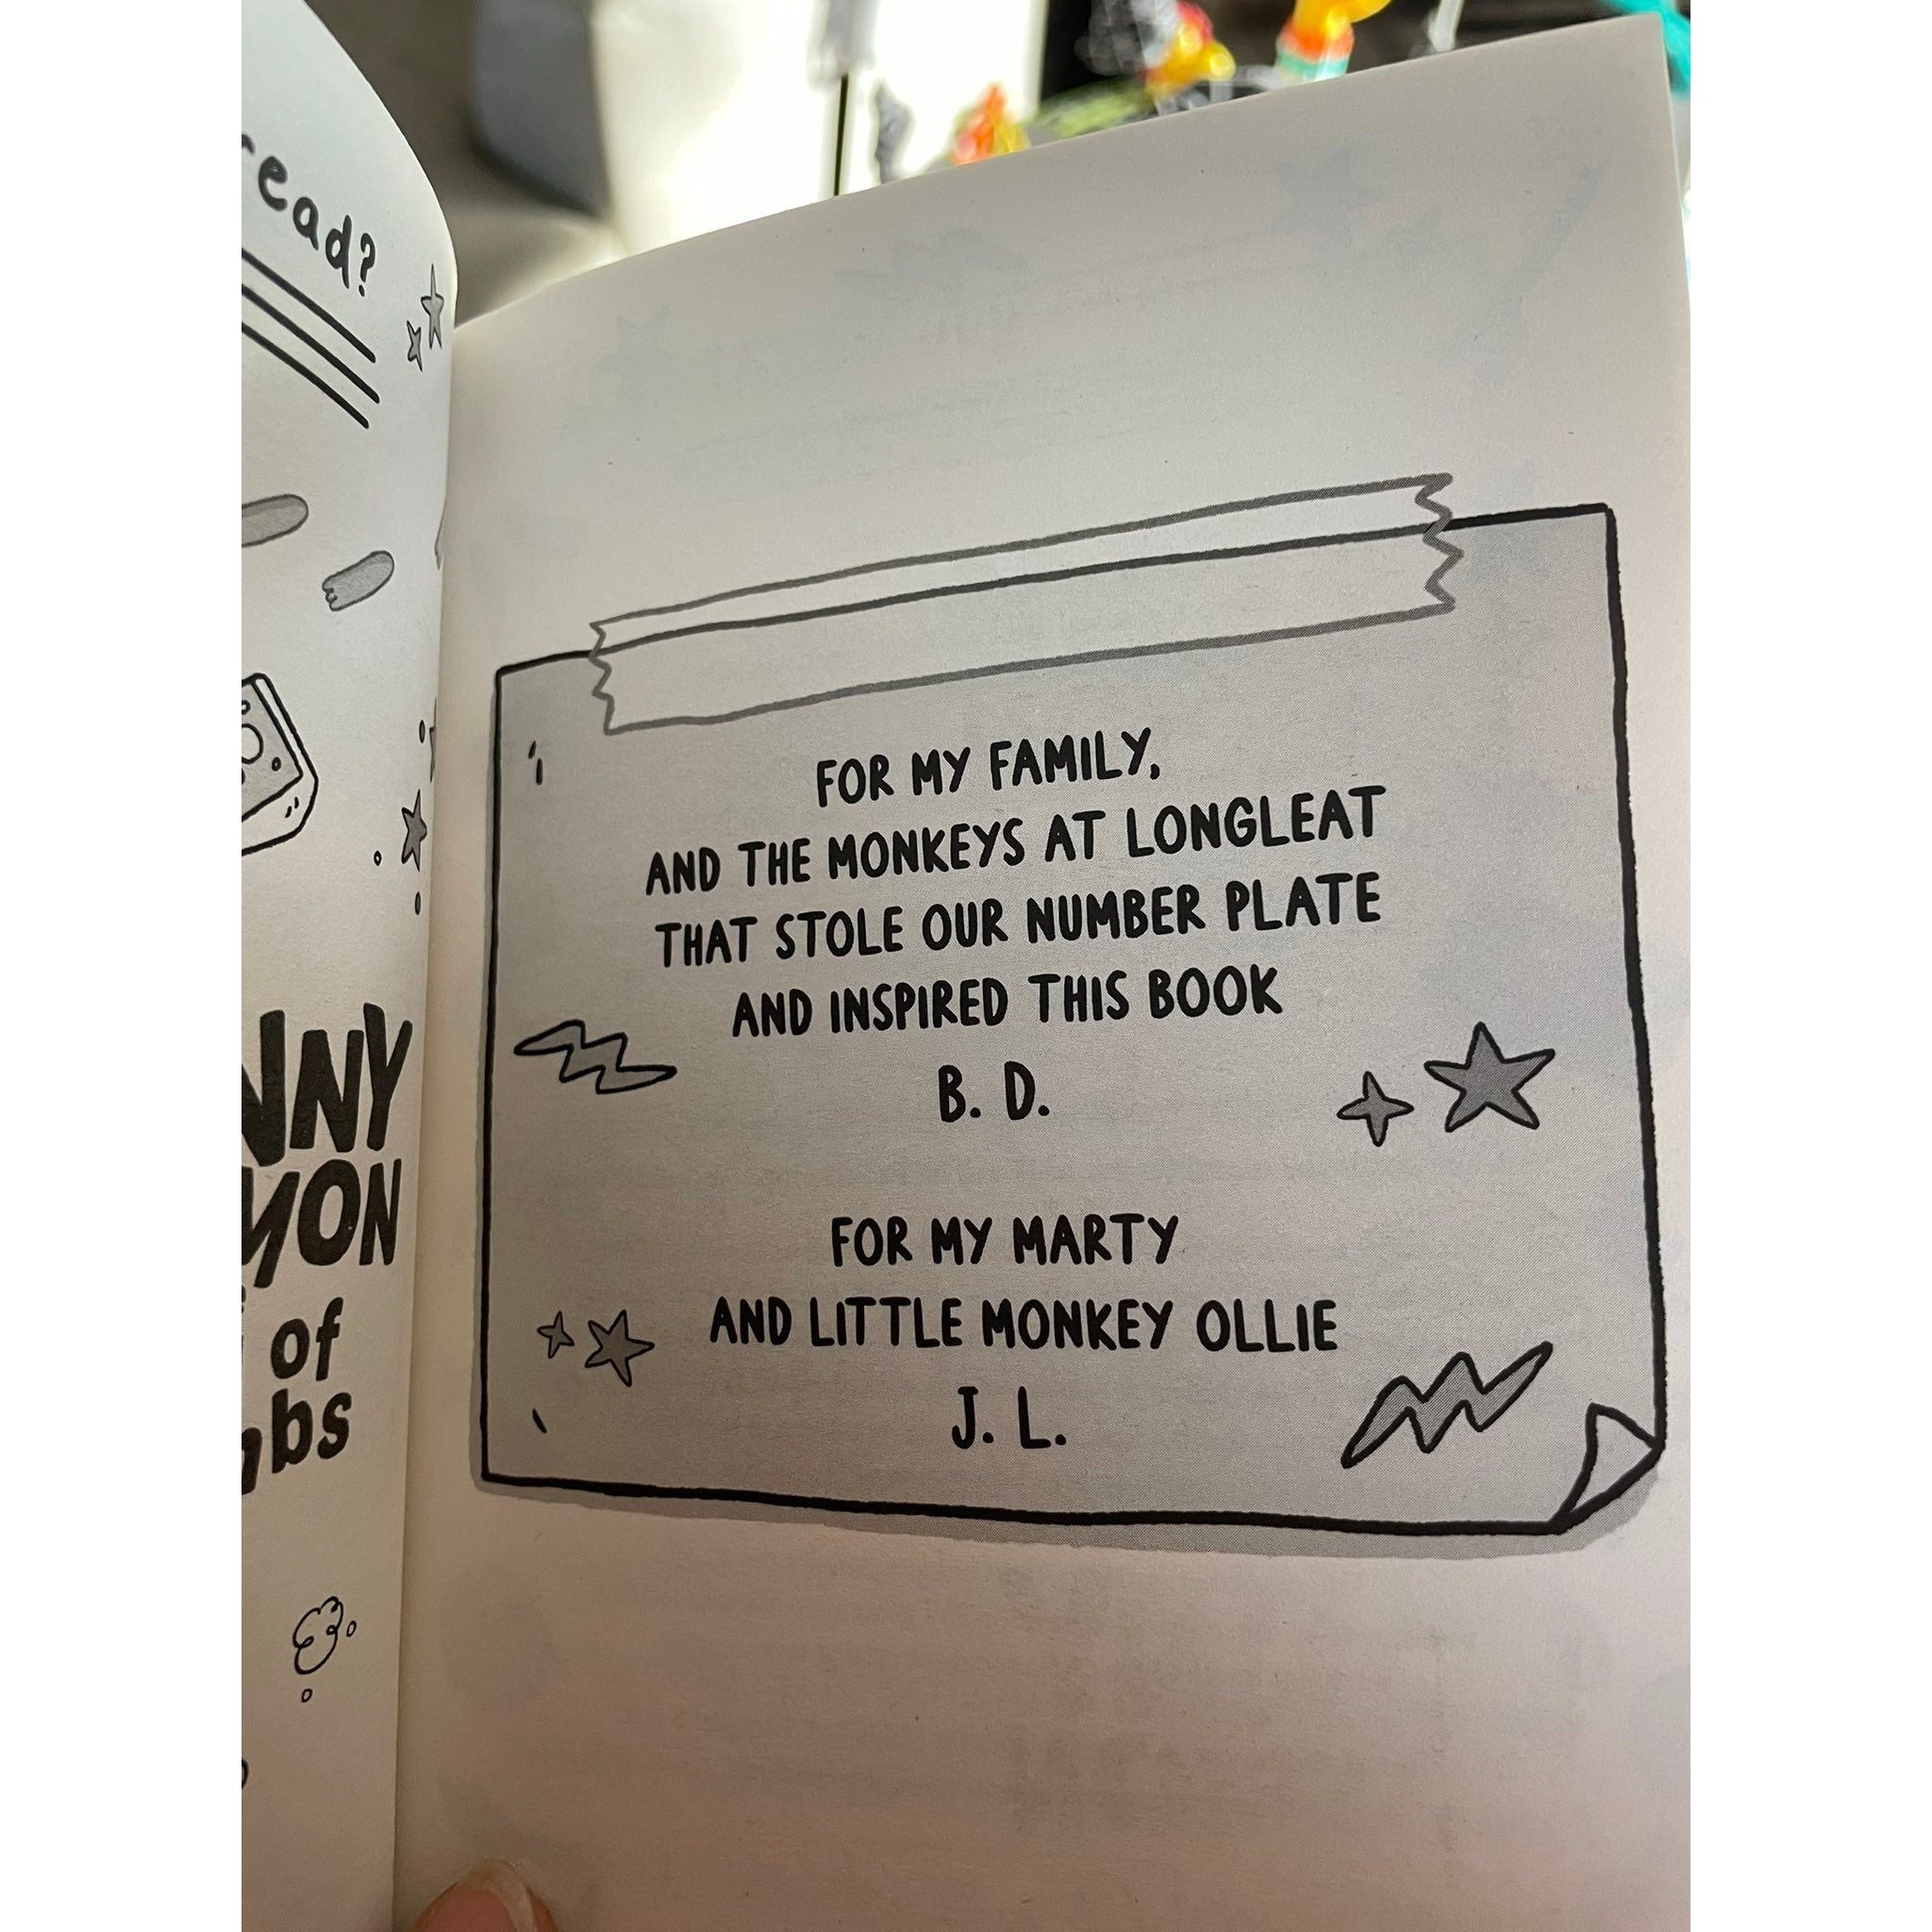 read?
NNY
MON
of
bs
FOR MY FAMILY,
AND THE MONKEYS AT LONGLEAT
THAT STOLE OUR NUMBER PLATE
AND INSPIRED THIS BOOK
B. D.
FOR MY MARTY
AND LITTLE MONKEY OLLIE
J. L.